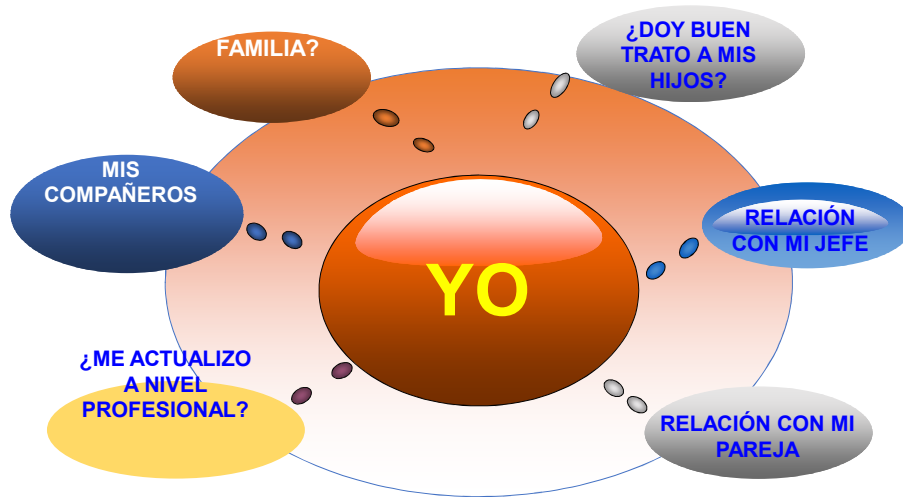 FAMILIA?
¿DOY BUEN
TRATO A MIS
HIJOS?
MIS
COMPAÑEROS
RELACIÓN
CON MI JEFE
YO
¿ME ACTUALIZO
A NIVEL
PROFESIONAL?
RELACIÓN CON MI
PAREJA